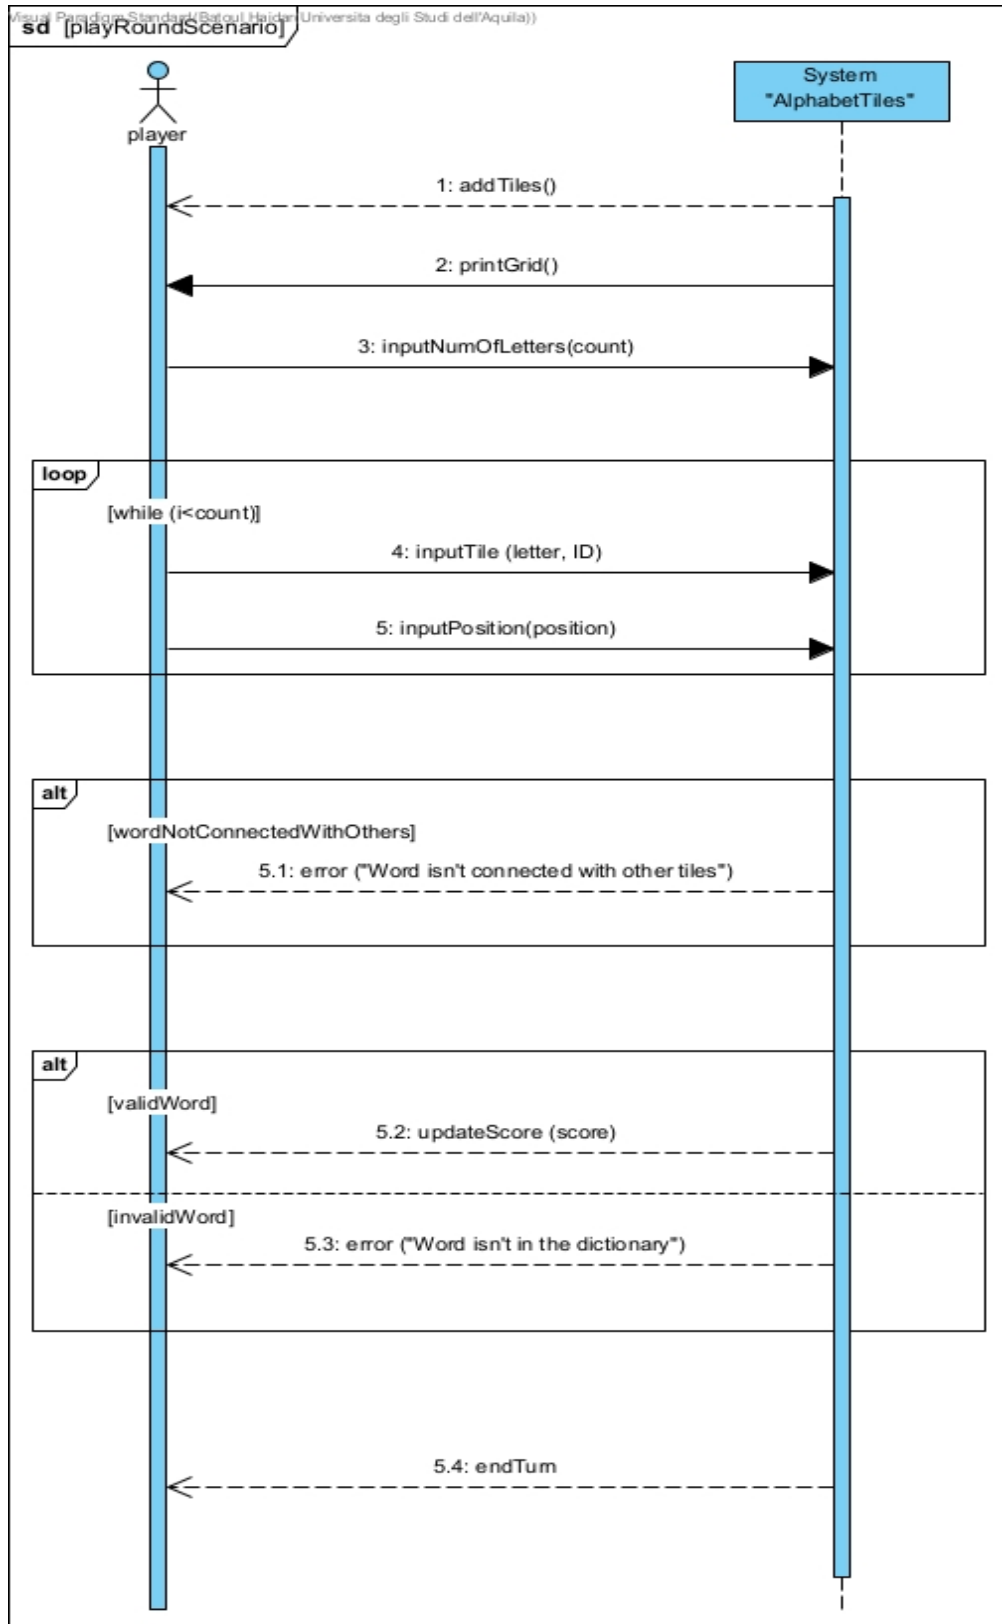 Visual Paradigm Standard(Batoul Haidar(Universita degli Studi dell'Aquila))
sd [playRoundScenario]
System
"AlphabetTiles"
player
1: addTiles()
2: printGrid()
3: inputNumOfLetters(count)
loop
[while (i<count)]
4: inputTile (letter, ID)
5: inputPosition(position)
alt
[wordNotConnectedWithOthers]
5.1: error ("Word isn't connected with other tiles")
alt
[validWord]
5.2: updateScore (score)
[invalidWord]
5.3: error ("Word isn't in the dictionary")
5.4: endTurn